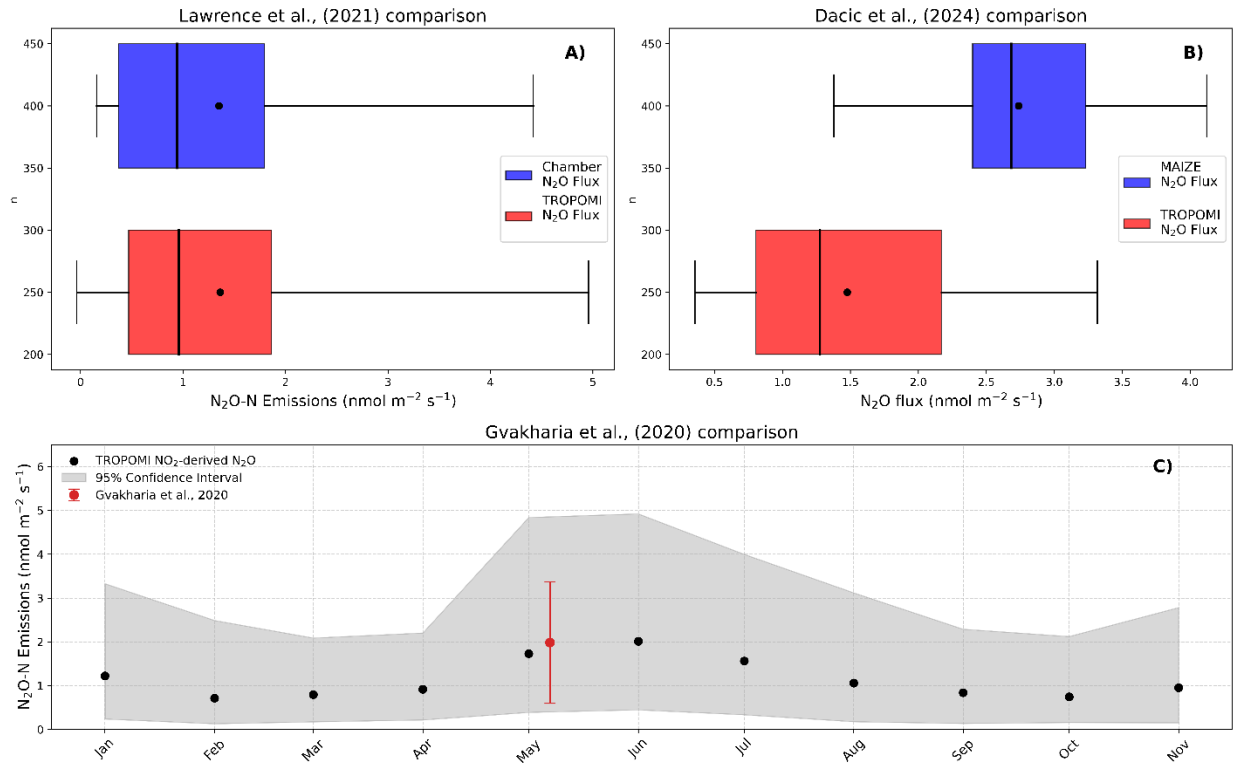 Lawrence et al., (2021) comparison
A)
450
400
350
300
250
200
n
Chamber
N₂O Flux
TROPOMI
N₂O Flux
0 1 2 3 4 5
N₂O-N Emissions (nmol m⁻² s⁻¹)
Dacic et al., (2024) comparison
B)
450
400
350
300
250
200
n
MAIZE
N₂O Flux
TROPOMI
N₂O Flux
0.5 1.0 1.5 2.0 2.5 3.0 3.5 4.0
N₂O flux (nmol m⁻² s⁻¹)
Gvakharia et al., (2020) comparison
C)
TROPOMI NO₂-derived N₂O
95% Confidence Interval
Gvakharia et al., 2020
6
5
4
3
2
1
0
N₂O-N Emissions (nmol m⁻² s⁻¹)
Jan Feb Mar Apr May Jun Jul Aug Sep Oct Nov